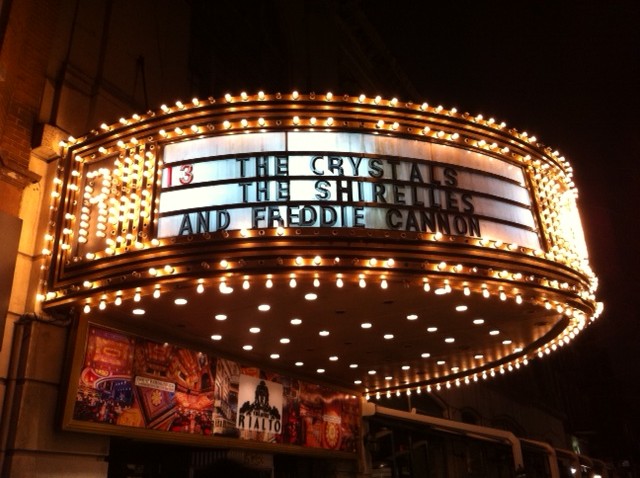 13 THE CRYSTALS
THE SHIRELLES
AND FREDDIE CANNON
RIALTO